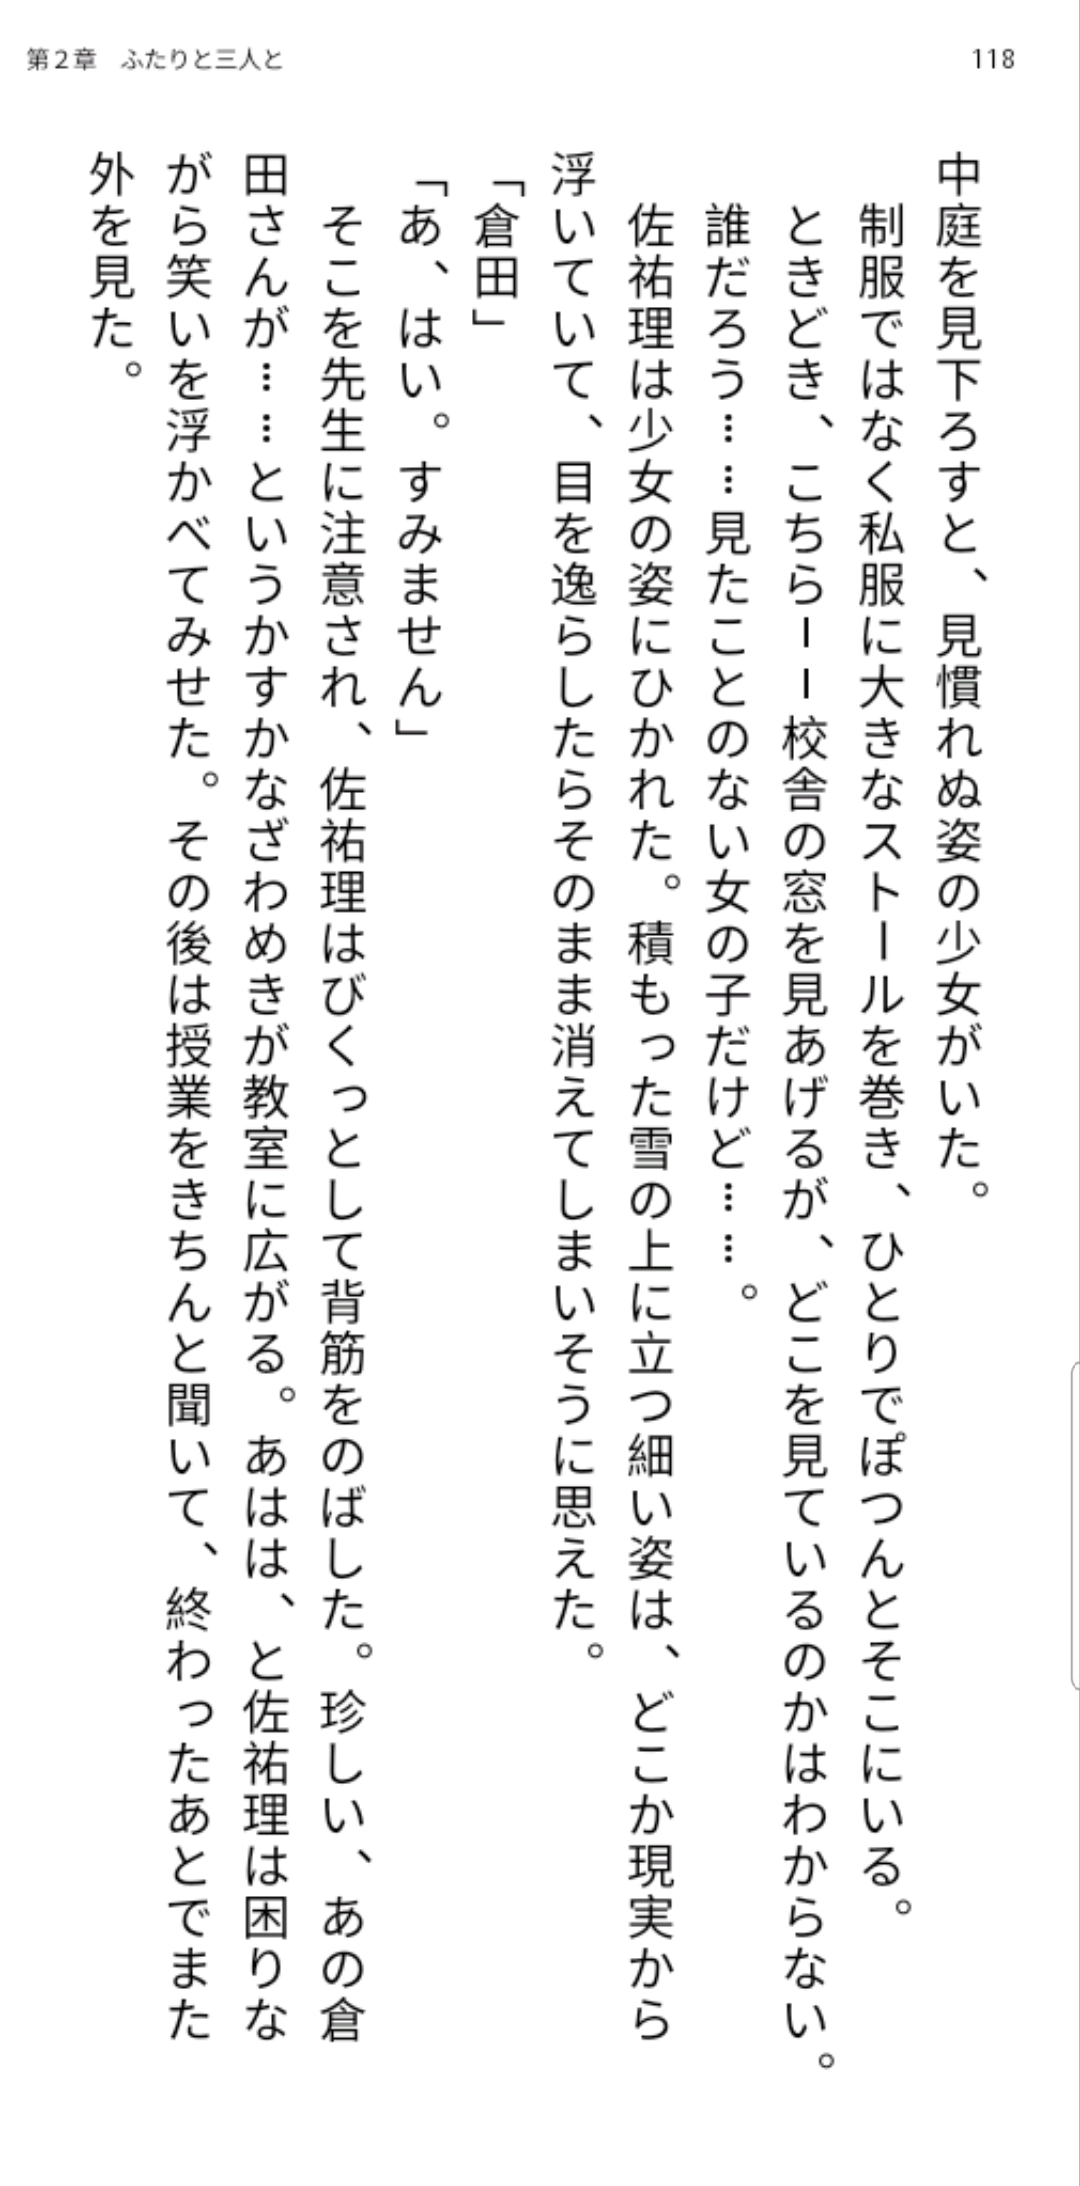 第2章　ふたりと三人と
118
中庭を見下ろすと、見慣れぬ姿の少女がいた。
　制服ではなく私服に大きなストールを巻き、ひとりでぽつんとそこにいる。
　ときどき、こちらーー校舎の窓を見あげるが、どこを見ているのかはわからない。
　誰だろう……見たことのない女の子だけど……。
　佐祐理は少女の姿にひかれた。積もった雪の上に立つ細い姿は、どこか現実から
浮いていて、目を逸らしたらそのまま消えてしまいそうに思えた。
「倉田」
「あ、はい。すみません」
　そこを先生に注意され、佐祐理はびくっとして背筋をのばした。珍しい、あの倉
田さんが……というかすかなざわめきが教室に広がる。あはは、と佐祐理は困りな
がら笑いを浮かべてみせた。その後は授業をきちんと聞いて、終わったあとでまた
外を見た。